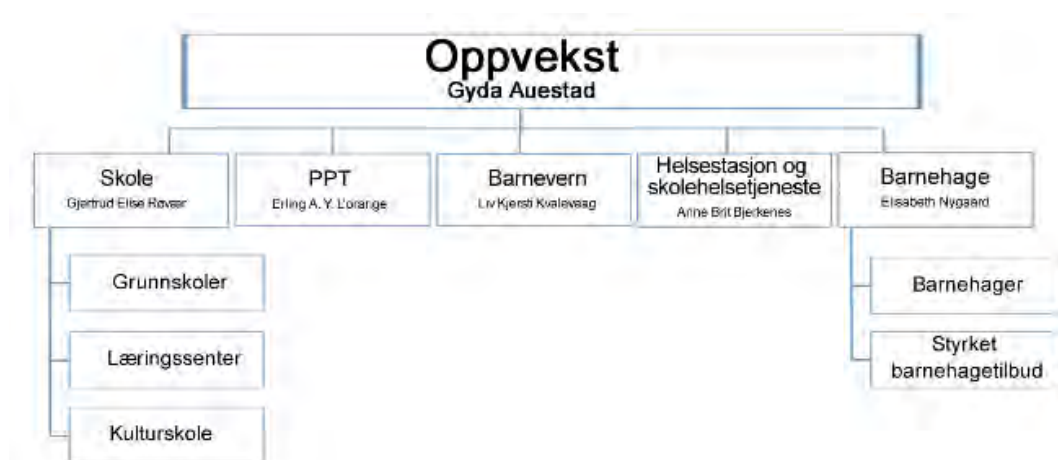 Oppvekst
Gyda Auestad
Skole
Gjertrud Elise Røvær
PPT
Erling A. Y. L'orange
Barnevern
Liv Kjersti Kvalevaag
Helsestasjon og
skolehelsetjeneste
Anne Brit Bjerkenes
Barnehage
Elisabeth Nygaard
Grunnskoler
Læringssenter
Kulturskole
Barnehager
Styrket
barnehagetilbud